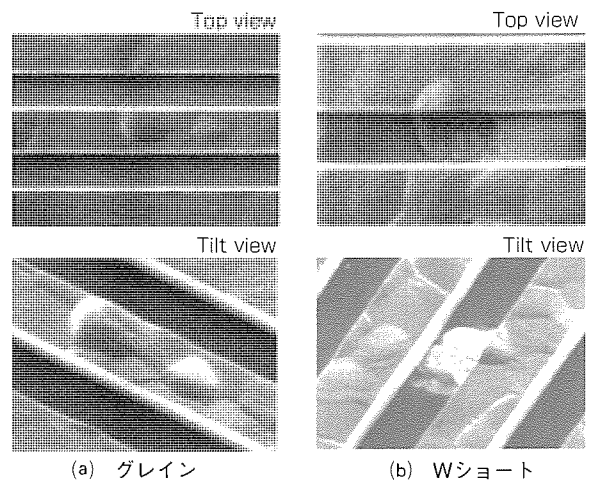 Top view
Top view
Tilt view
Tilt view
(a) グレイン
(b) Wショート